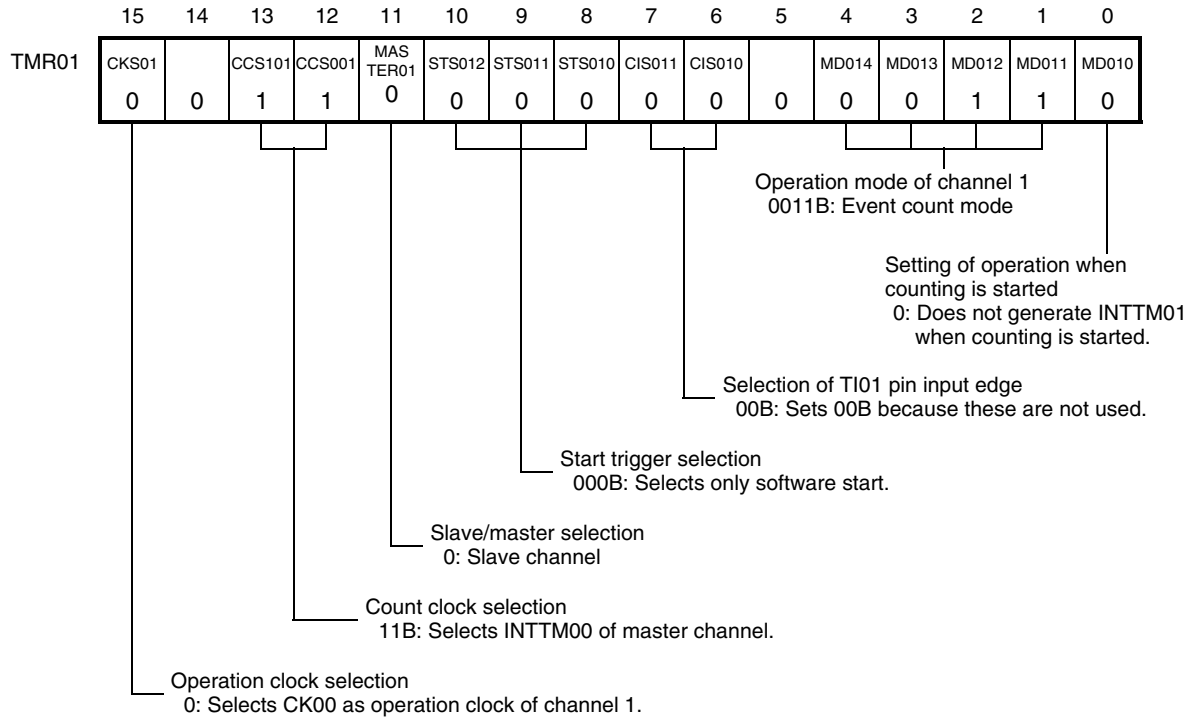 15 14 13 12 11 10 9 8 7 6 5 4 3 2 1 0
TMR01 CKS01 CCS101 CCS001 MAS TER01 STS012 STS011 STS010 CIS011 CIS010 MD014 MD013 MD012 MD011 MD010
0 0 1 1 0 0 0 0 0 0 0 0 0 1 1 0
Operation mode of channel 1
0011B: Event count mode
Setting of operation when
counting is started
0: Does not generate INTTM01
when counting is started.
Selection of TI01 pin input edge
00B: Sets 00B because these are not used.
Start trigger selection
000B: Selects only software start.
Slave/master selection
0: Slave channel
Count clock selection
11B: Selects INTTM00 of master channel.
Operation clock selection
0: Selects CK00 as operation clock of channel 1.